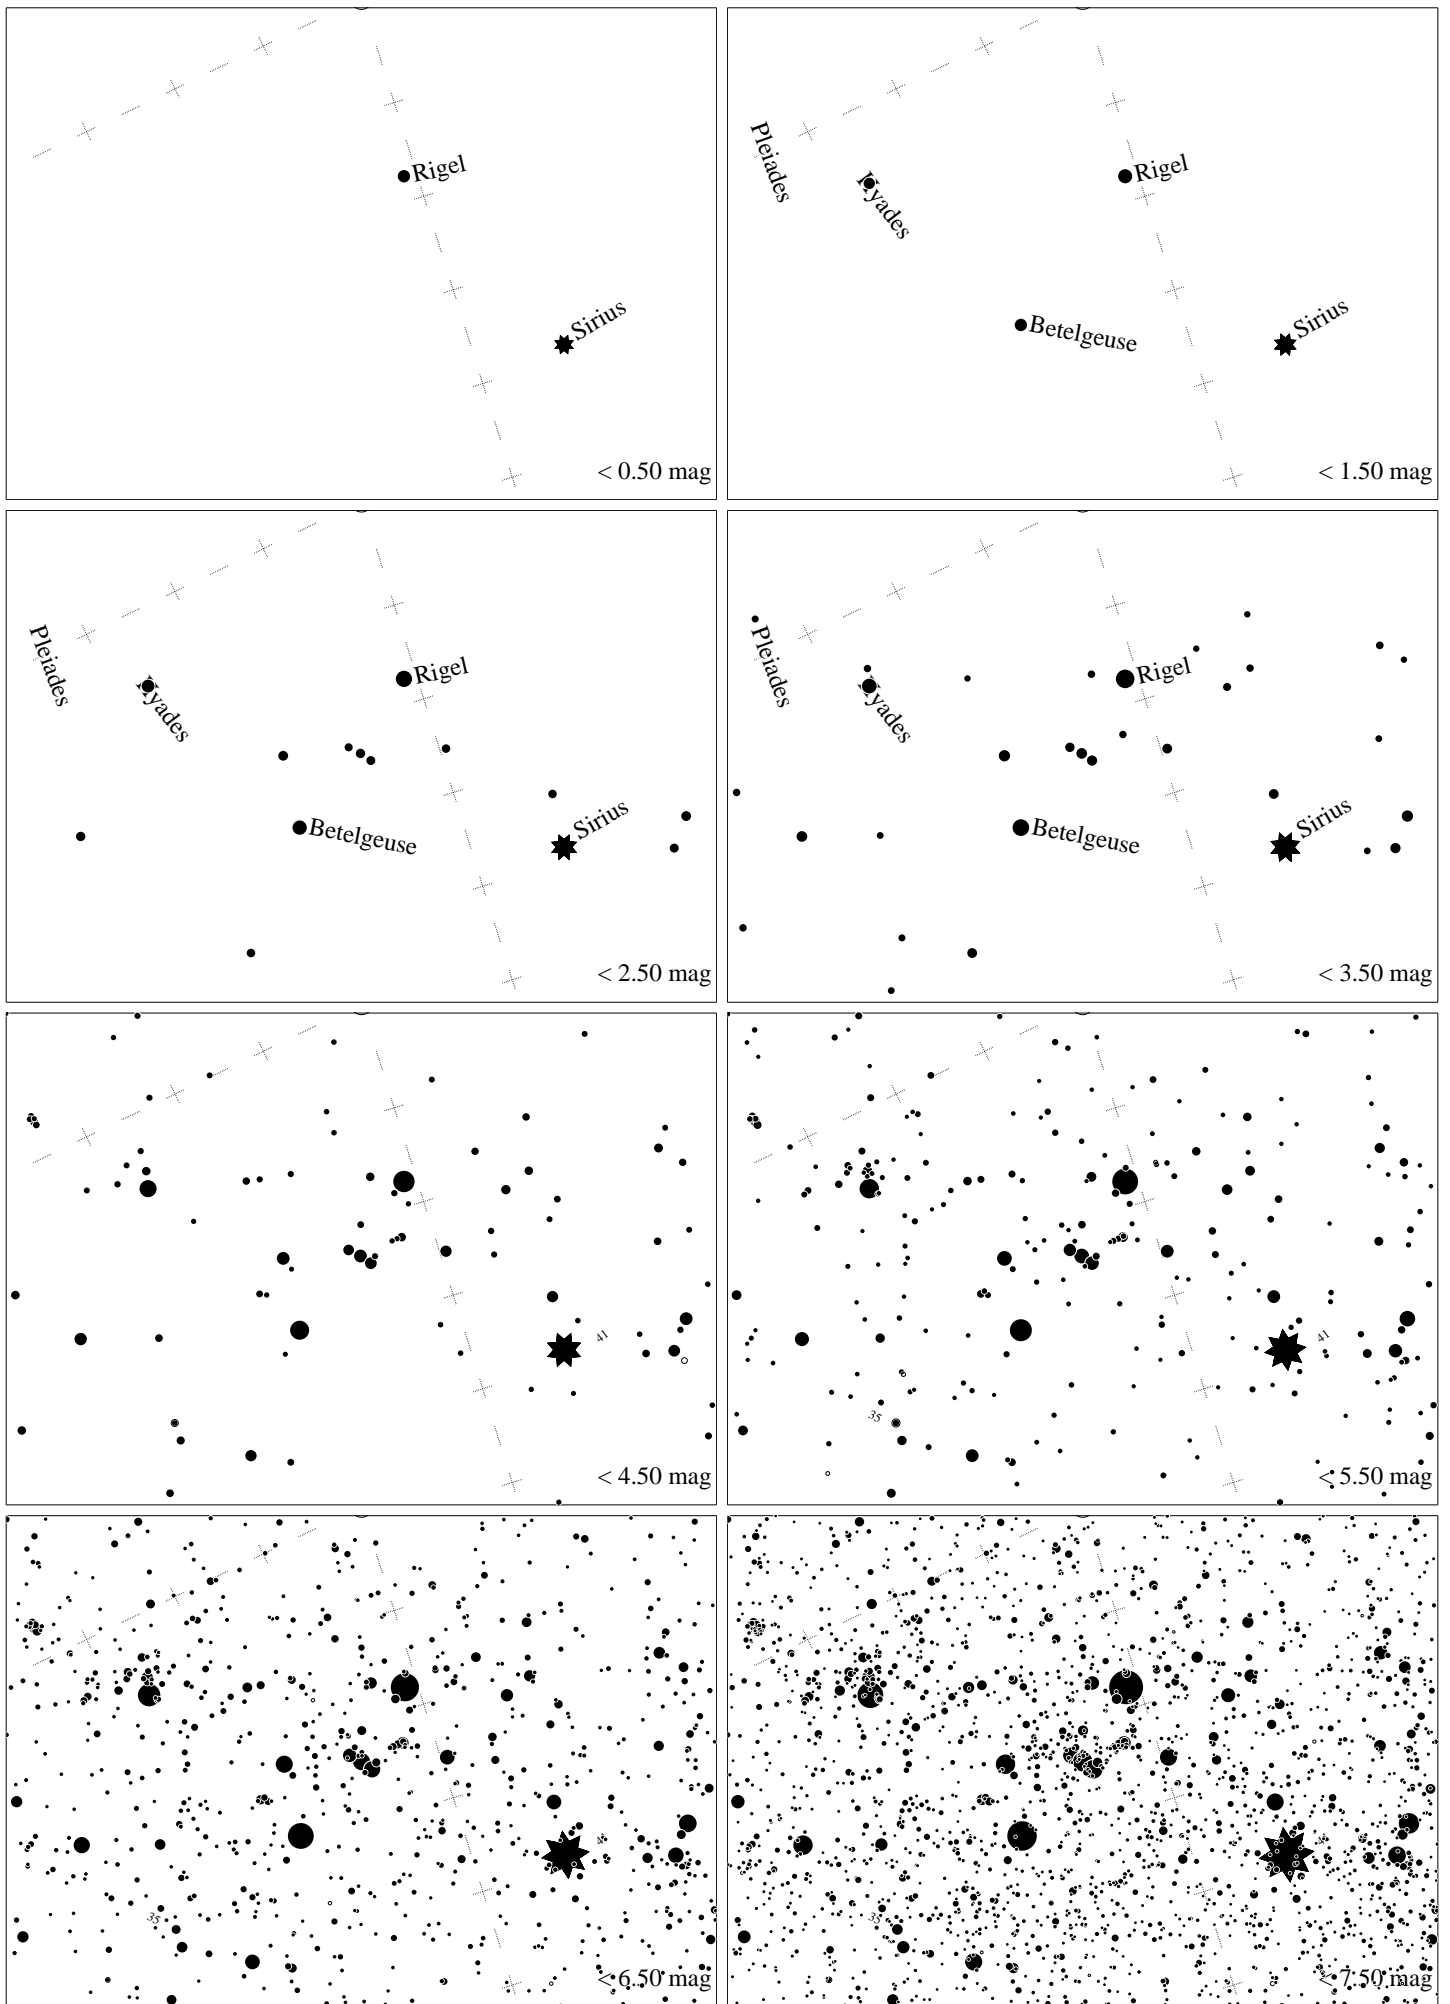 Rigel
Sirius
< 0.50 mag
Pleiades
Hyades
Rigel
Betelgeuse
Sirius
< 1.50 mag
Pleiades
Hyades
Rigel
Betelgeuse
Sirius
< 2.50 mag
Pleiades
Hyades
Rigel
Betelgeuse
Sirius
< 3.50 mag
41
< 4.50 mag
41
35
< 5.50 mag
35
< 6.50 mag
35
< 7.50 mag